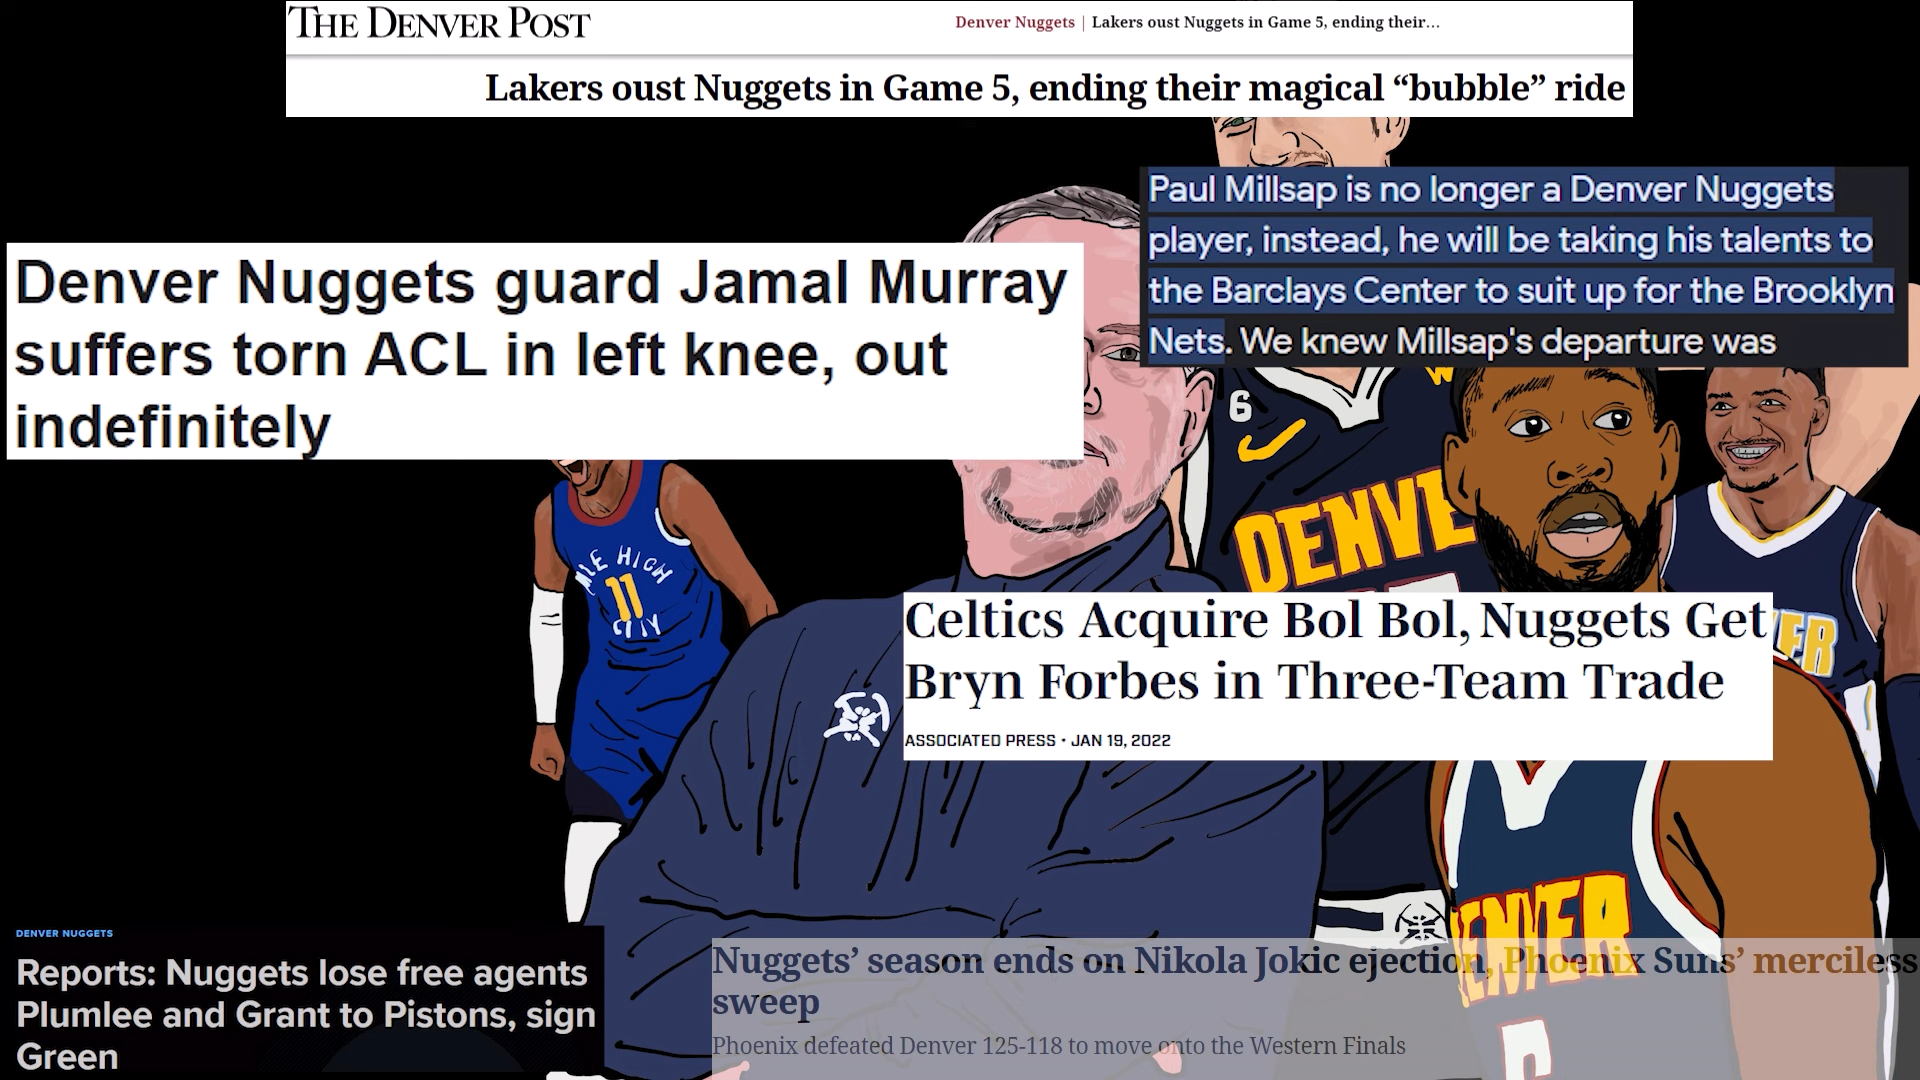 THE DENVER POST
Denver Nuggets | Lakers oust Nuggets in Game 5, ending their...
Lakers oust Nuggets in Game 5, ending their magical “bubble” ride
Paul Millsap is no longer a Denver Nuggets
player, instead, he will be taking his talents to
the Barclays Center to suit up for the Brooklyn
Nets. We knew Millsap's departure was
Denver Nuggets guard Jamal Murray
suffers torn ACL in left knee, out
indefinitely
6
DENVE
MILE HIGH
11
CITY
Celtics Acquire Bol Bol, Nuggets Get
Bryn Forbes in Three-Team Trade
ASSOCIATED PRESS • JAN 19, 2022
VER
DENVER
DENVER NUGGETS
Reports: Nuggets lose free agents
Plumlee and Grant to Pistons, sign
Green
Nuggets’ season ends on Nikola Jokic ejection, Phoenix Suns’ merciless
sweep
Phoenix defeated Denver 125-118 to move onto the Western Finals